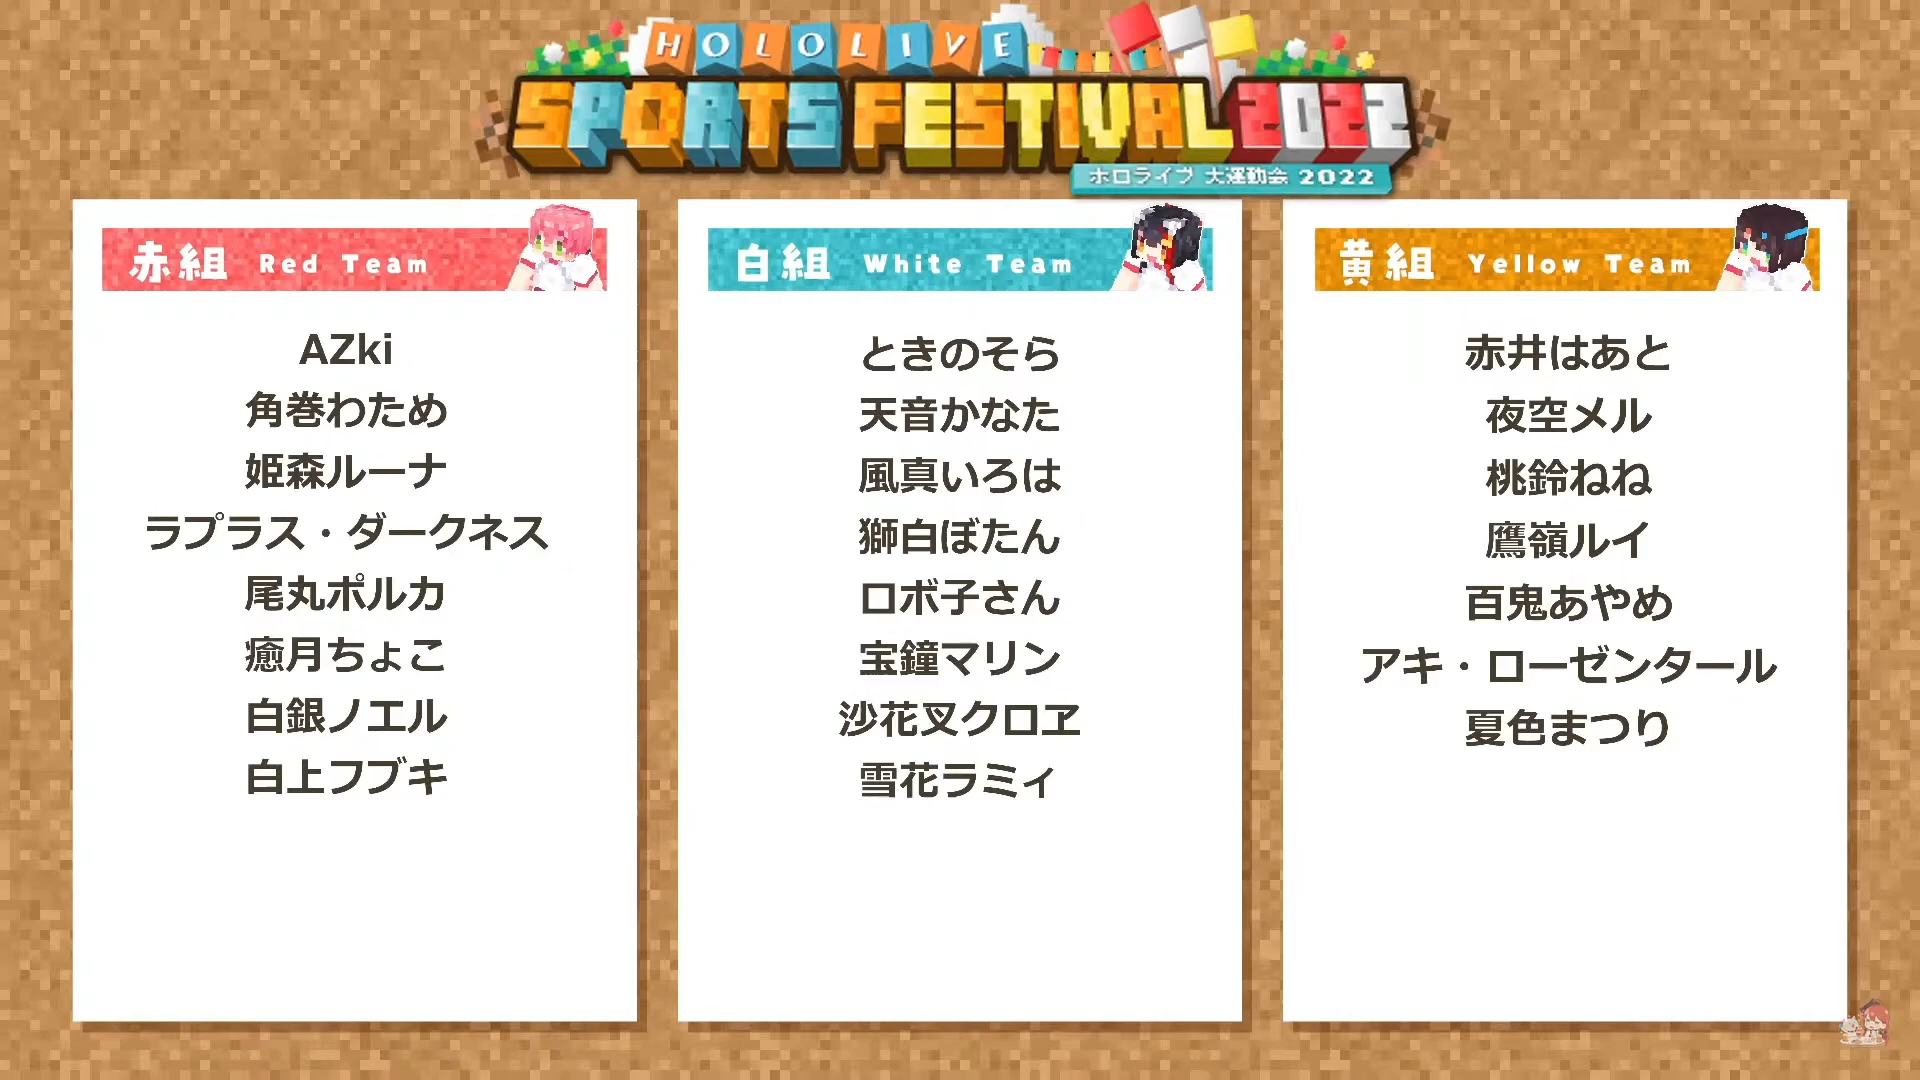 HOLOLIVE
SPORTS FESTIVAL 2022
ホロライブ 大運動会 2022
赤組 Red Team
AZki
角巻わため
姫森ルーナ
ラプラス・ダークネス
尾丸ポルカ
癒月ちょこ
白銀ノエル
白上フブキ
白組 White Team
ときのそら
天音かなた
風真いろは
獅白ぼたん
ロボ子さん
宝鐘マリン
沙花叉クロヱ
雪花ラミィ
黄組 Yellow Team
赤井はあと
夜空メル
桃鈴ねね
鷹嶺ルイ
百鬼あやめ
アキ・ローゼンタール
夏色まつり